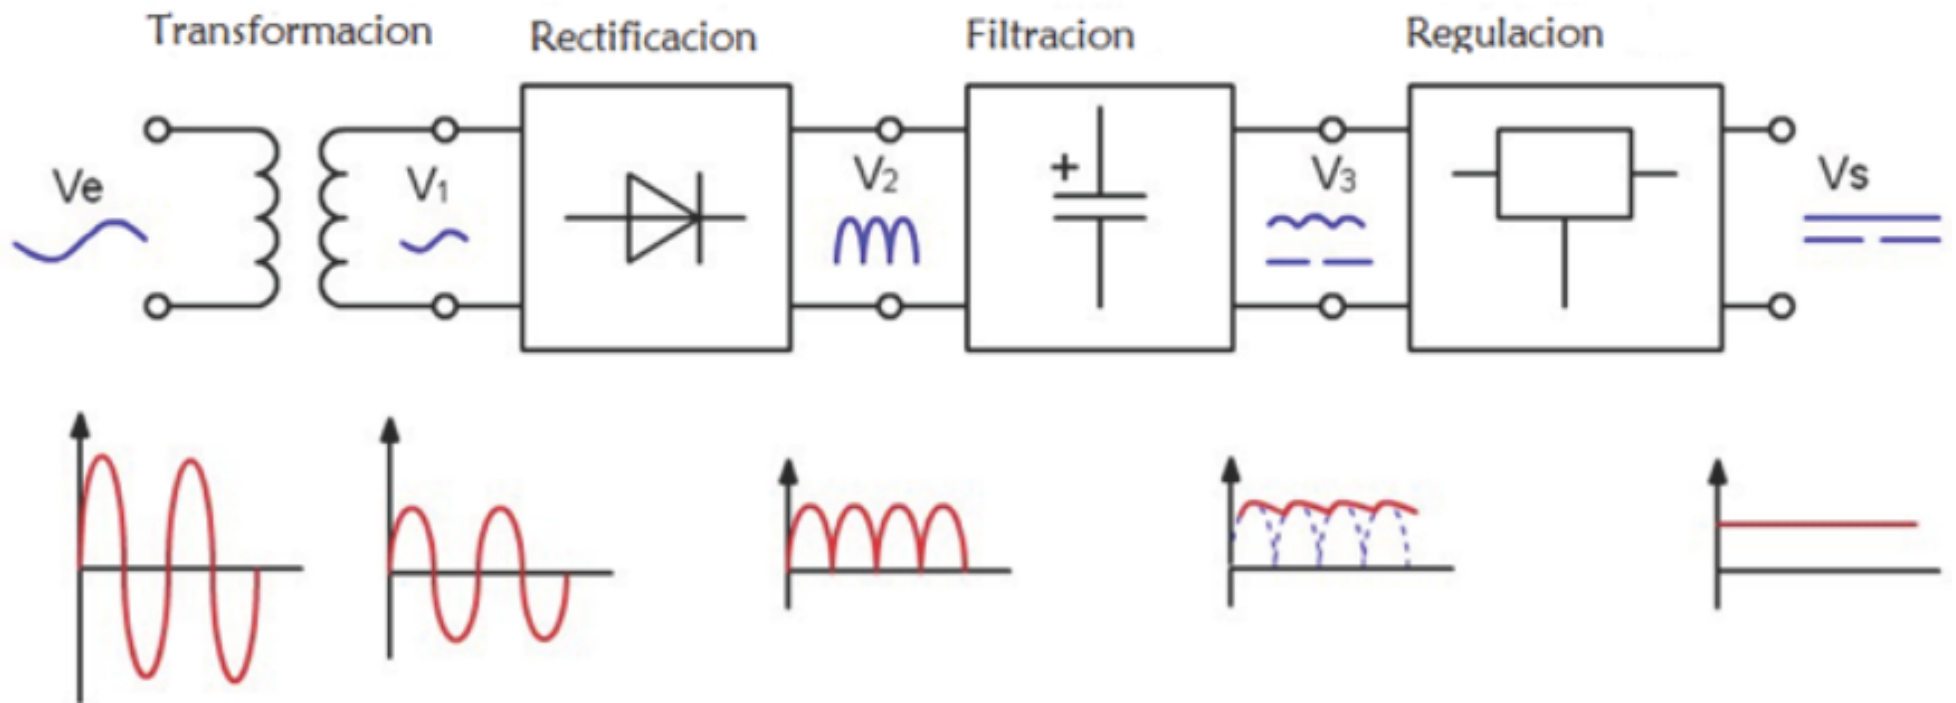 Transformacion
Rectificacion
Filtracion
Regulacion
Ve
V1
V2
+
V3
Vs